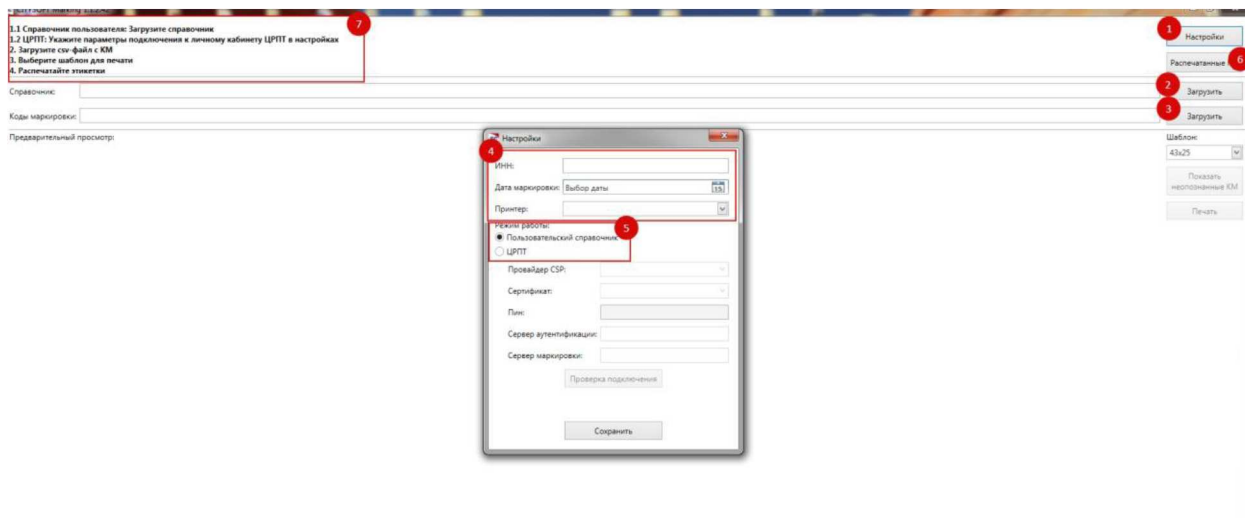 7
1.1 Справочник пользователя: Загрузите справочник
1.2 ЦРПТ: Укажите параметры подключения к личному кабинету ЦРПТ в настройках
2. Загрузите csv-файл с КМ
3. Выберите шаблон для печати
4. Распечатайте этикетки
1
Настройки
Распечатанные
6
Справочник:
2
Загрузить
Коды маркировки:
3
Загрузить
Предварительный просмотр:
Шаблон:
43x25
Показать
неопознанные КМ
Печать
Настройки
4
ИНН:
Дата маркировки:
Выбор даты
15
Принтер:
Режим работы:
5
Пользовательский справочник
ЦРПТ
Провайдер CSP:
Сертификат:
Пин:
Сервер аутентификации:
Сервер маркировки:
Проверка подключения
Сохранить